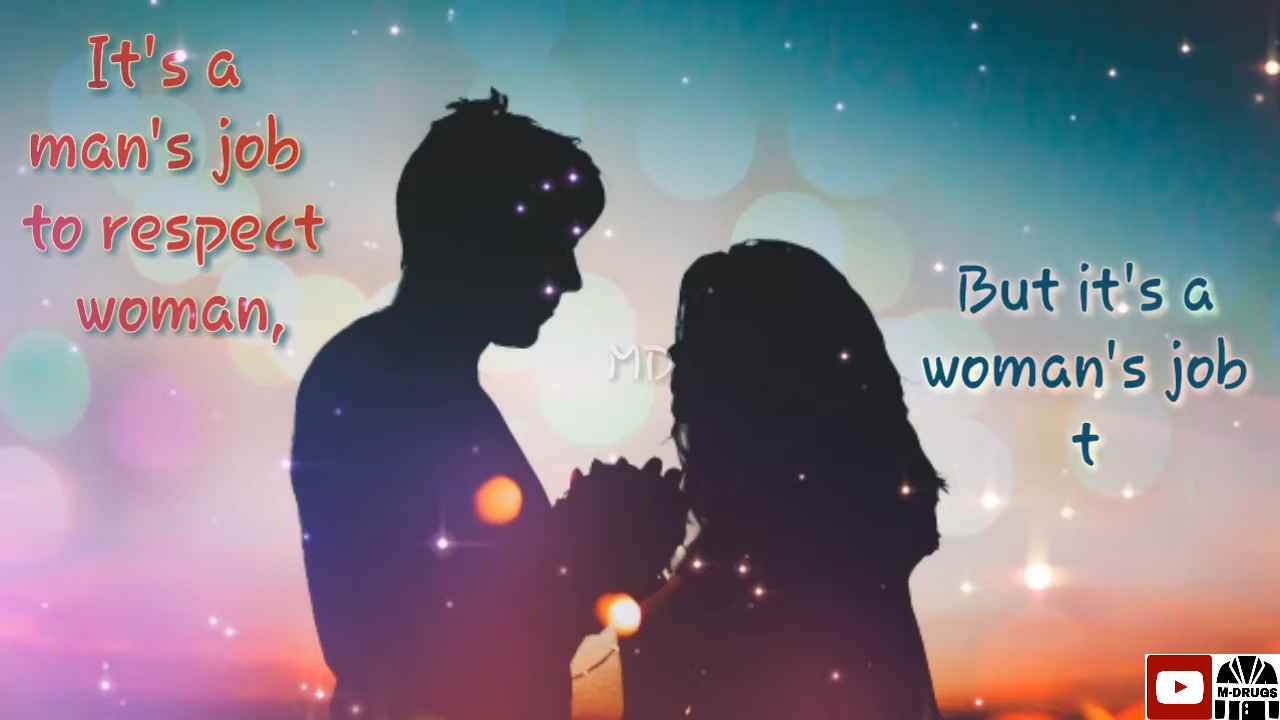 It's a
man's job
to respect
woman,
But it's a
woman's job
t
MD
M-DRUGS